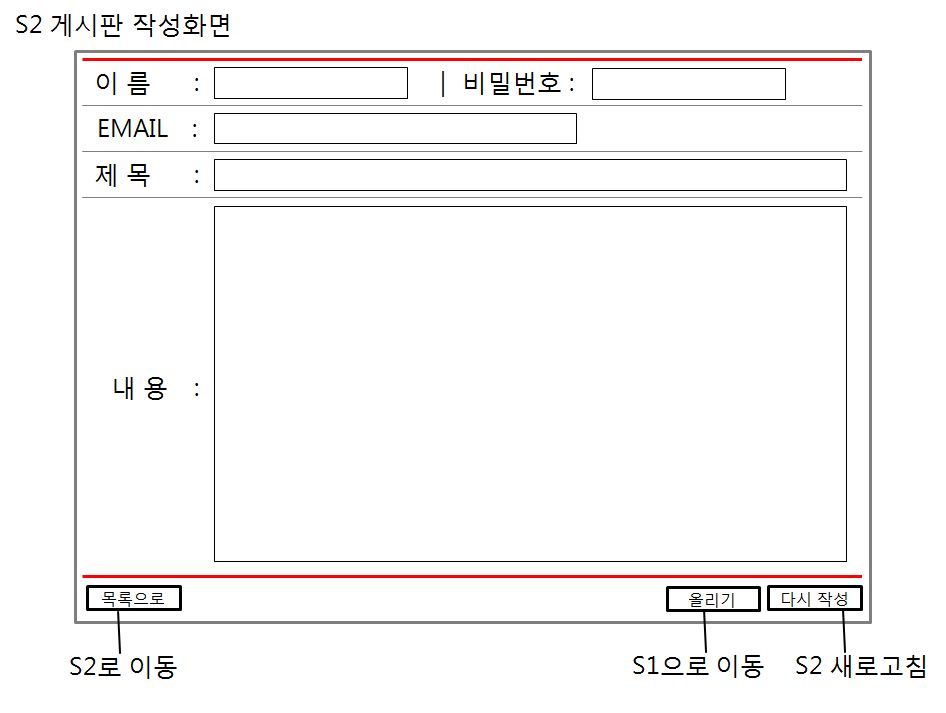 S2 게시판 작성화면
이 름 : | 비밀번호 :
EMAIL :
제 목 :
내 용 :
목록으로 올리기 다시 작성
S2로 이동 S1으로 이동 S2 새로고침